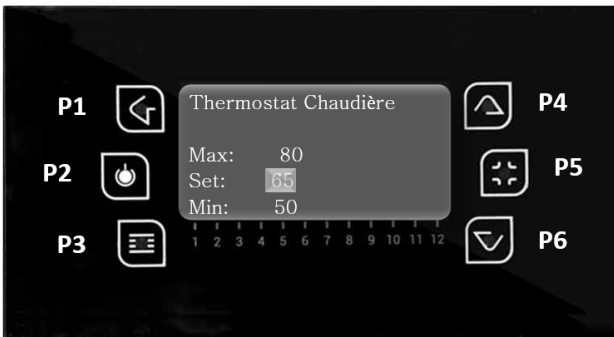 Thermostat Chaudière
P1
P4
Max: 80
P2
Set: 65
P5
Min: 50
P3
1 2 3 4 5 6 7 8 9 10 11 12
P6